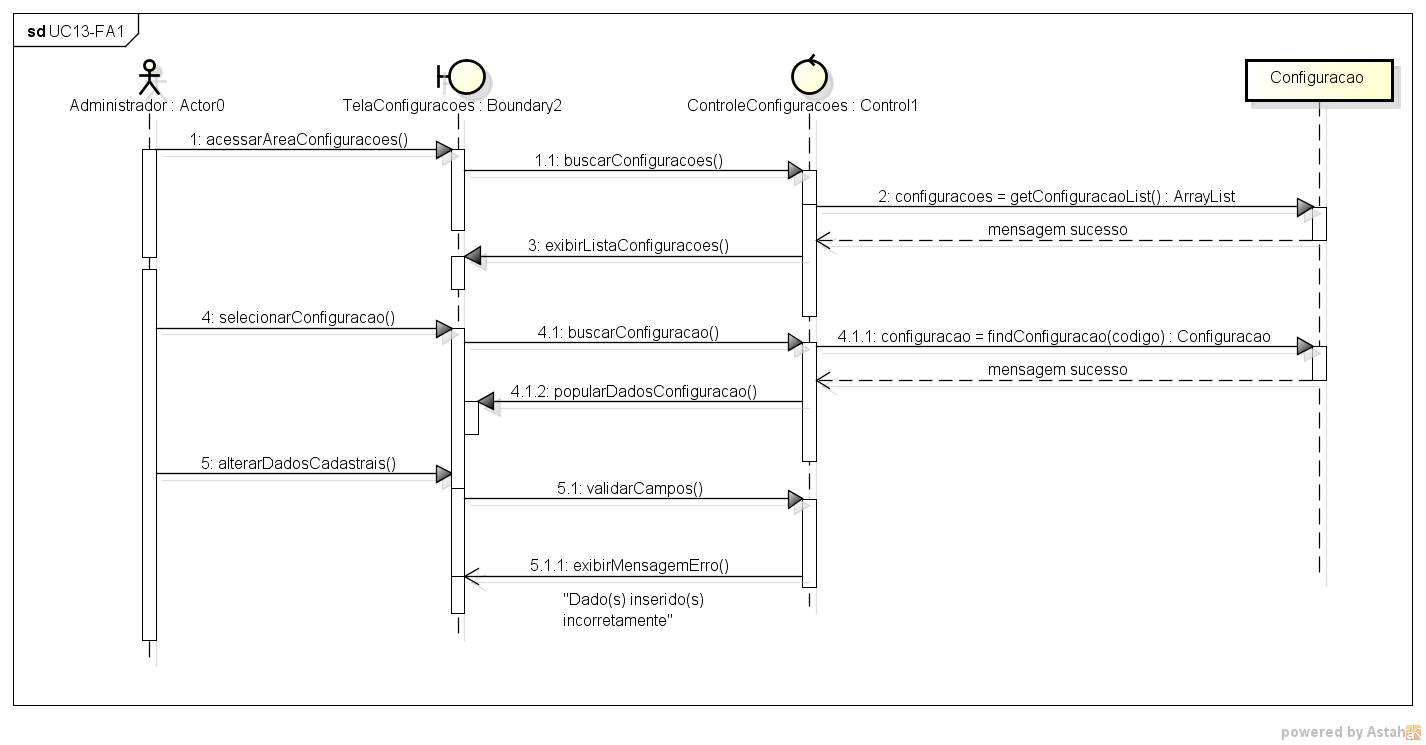 sd UC13-FA1
Administrador : Actor0
TelaConfiguracoes : Boundary2
ControleConfiguracoes : Control1
Configuracao
1: acessarAreaConfiguracoes()
1.1: buscarConfiguracoes()
2: configuracoes = getConfiguracaoList() : ArrayList
mensagem sucesso
3: exibirListaConfiguracoes()
4: selecionarConfiguracao()
4.1: buscarConfiguracao()
4.1.1: configuracao = findConfiguracao(codigo) : Configuracao
mensagem sucesso
4.1.2: popularDadosConfiguracao()
5: alterarDadosCadastrais()
5.1: validarCampos()
5.1.1: exibirMensagemErro()
"Dado(s) inserido(s)
incorretamente"
powered by Astah